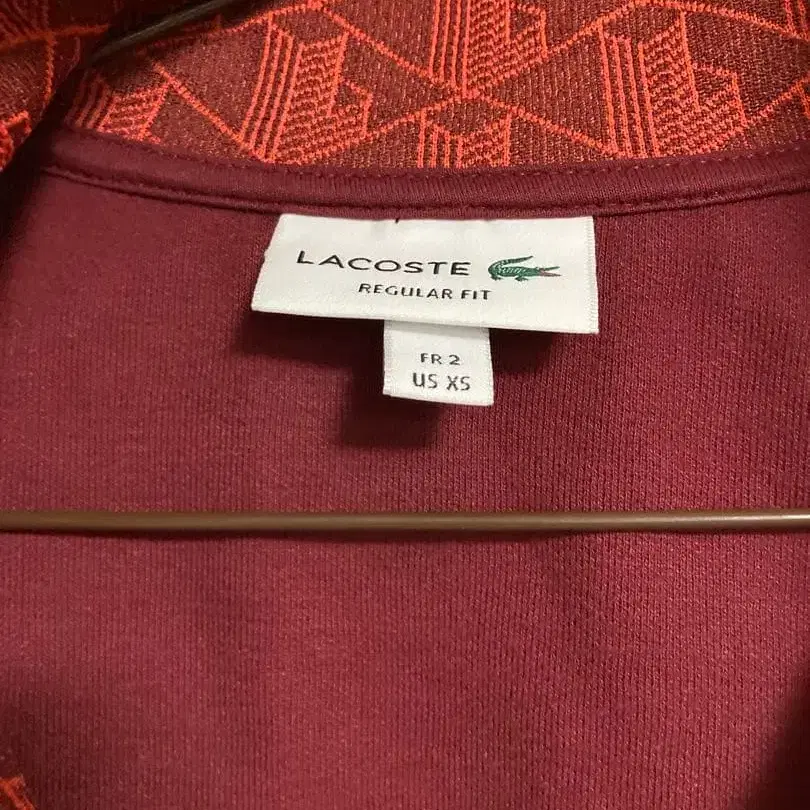 LACOSTE
REGULAR FIT
FR 2
US XS